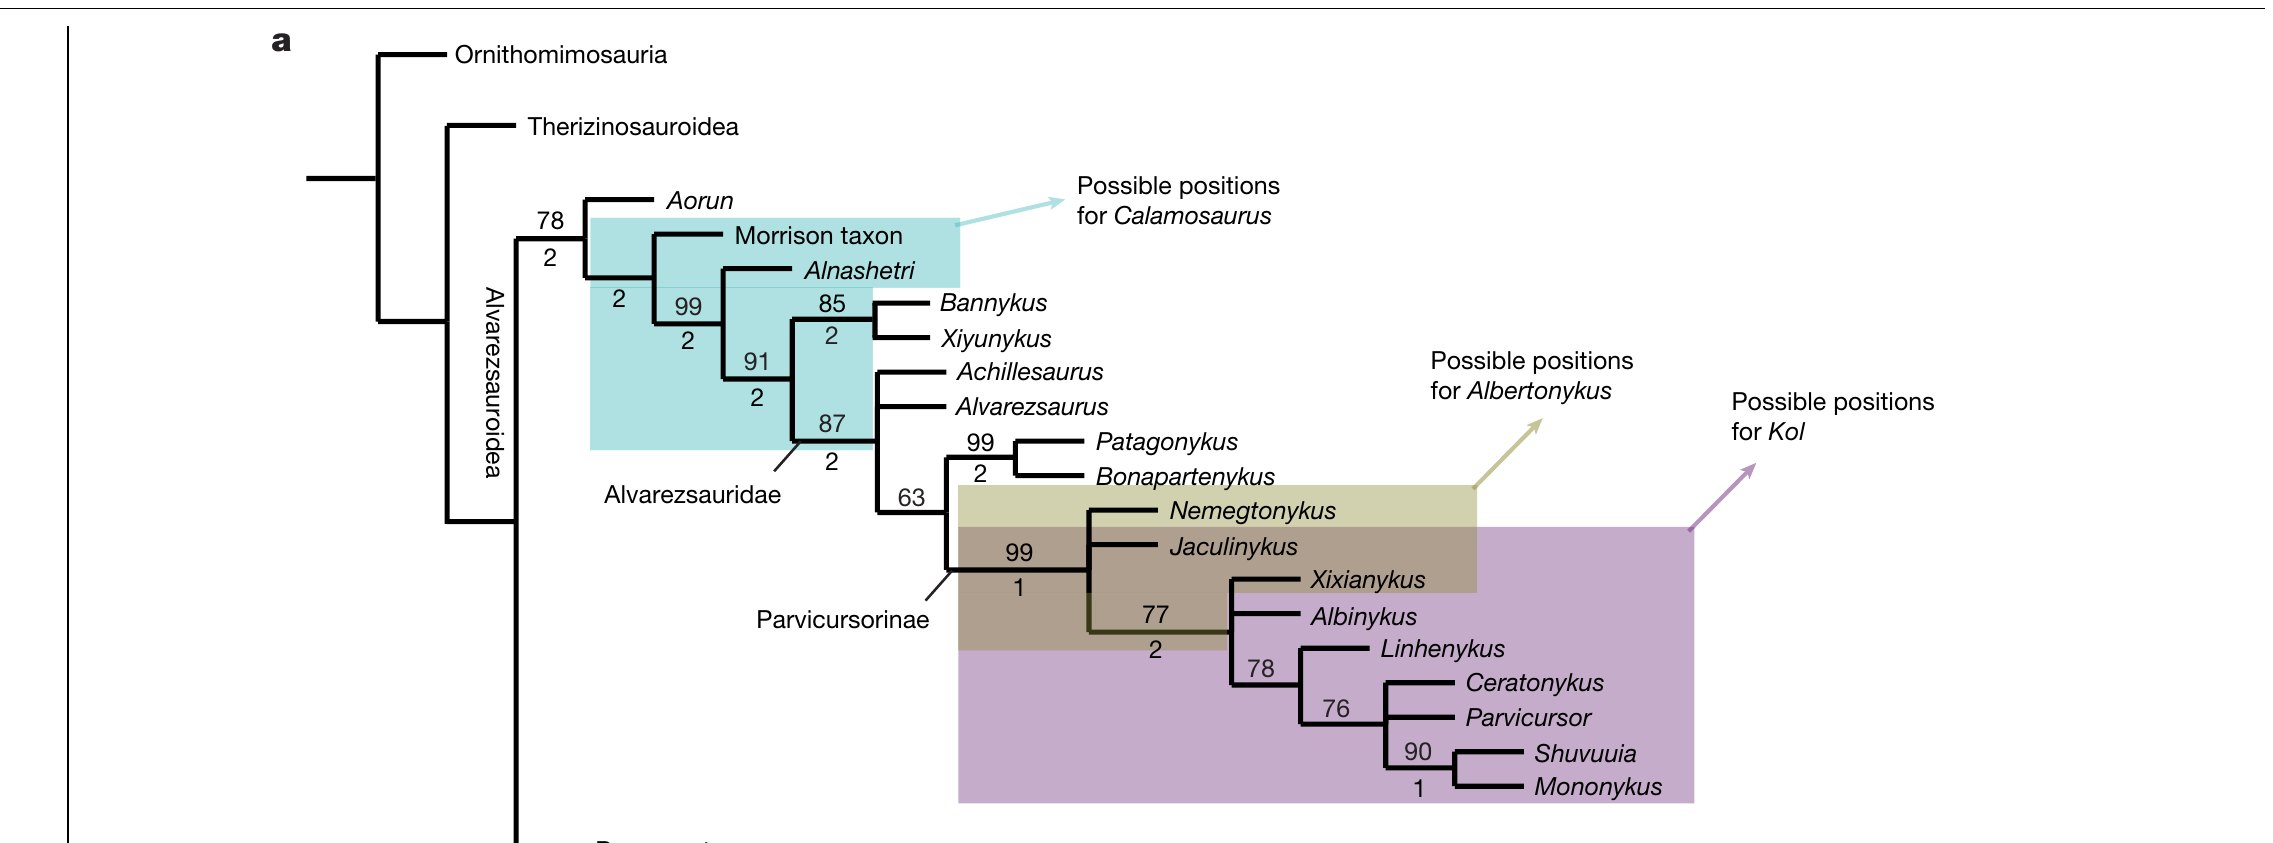 a
Ornithomimosauria
Therizinosauroidea
Possible positions
for Calamosaurus
Aorun
78
2
Morrison taxon
Alnashetri
2
99
2
85
2
Bannykus
Xiyunykus
Alvarezsauroidea
91
2
Achillesaurus
Alvarezsaurus
Possible positions
for Albertonykus
Possible positions
for Kol
87
2
99
2
Patagonykus
Bonapartenykus
Alvarezsauridae
63
Nemegtonykus
Jaculinykus
99
1
Xixianykus
Albinykus
Parvicursorinae
77
2
Linhenykus
78
Ceratonykus
76
Parvicursor
90
1
Shuvuuia
Mononykus